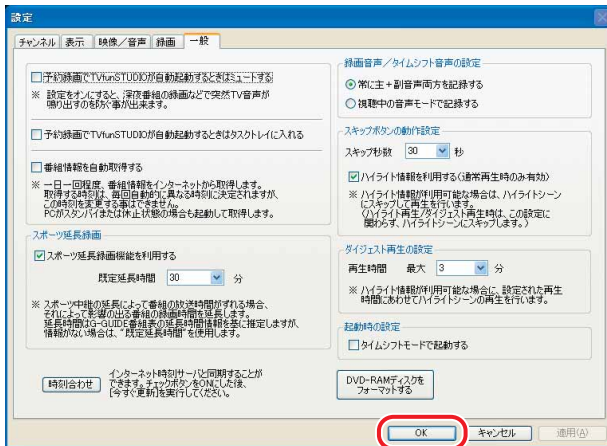 設定
チャンネル 表示 映像／音声 録画 一般
予約録画でTVfunSTUDIOが自動起動するときはミュートする
※ 設定をオンにすると、深夜番組の録画などで突然TV音声が
鳴り出すのを防ぐ事が出来ます。
予約録画でTVfunSTUDIOが自動起動するときはタスクトレイに入れる
番組情報を自動取得する
※ 一日一回程度、番組情報をインターネットから取得します。
取得する時刻は、毎回自動的に異なる時刻に決定されますが、
この時刻を変更する事はできません。
PCがスタンバイまたは休止状態の場合も起動して取得します。
スポーツ延長録画
スポーツ延長録画機能を利用する
既定延長時間 30 分
※ スポーツ中継の延長によって番組の放送時間がずれる場合、
それによって影響の出る番組の録画時間を延長します。
延長時間はG-GUIDE番組表の延長時間情報を基に推定しますが、
情報がない場合は、"既定延長時間"を使用します。
時刻合わせ
インターネット時刻サーバと同期することが
できます。チェックボタンをONにした後、
[今すぐ更新]を実行してください。
録画音声／タイムシフト音声の設定
常に主＋副音声両方を記録する
視聴中の音声モードで記録する
スキップボタンの動作設定
スキップ秒数 30 秒
ハイライト情報を利用する(通常再生時のみ有効)
※ ハイライト情報が利用可能な場合は、ハイライトシーン
にスキップして再生を行います。
(ハイライト再生/ダイジェスト再生時は、この設定に
関わらず、ハイライトシーンにスキップします。)
ダイジェスト再生の設定
再生時間 最大 3 分
※ ハイライト情報が利用可能な場合に、設定された再生
時間にあわせてハイライトシーンの再生を行います。
起動時の設定
タイムシフトモードで起動する
DVD-RAMディスクを
フォーマットする
OK キャンセル 適用(A)